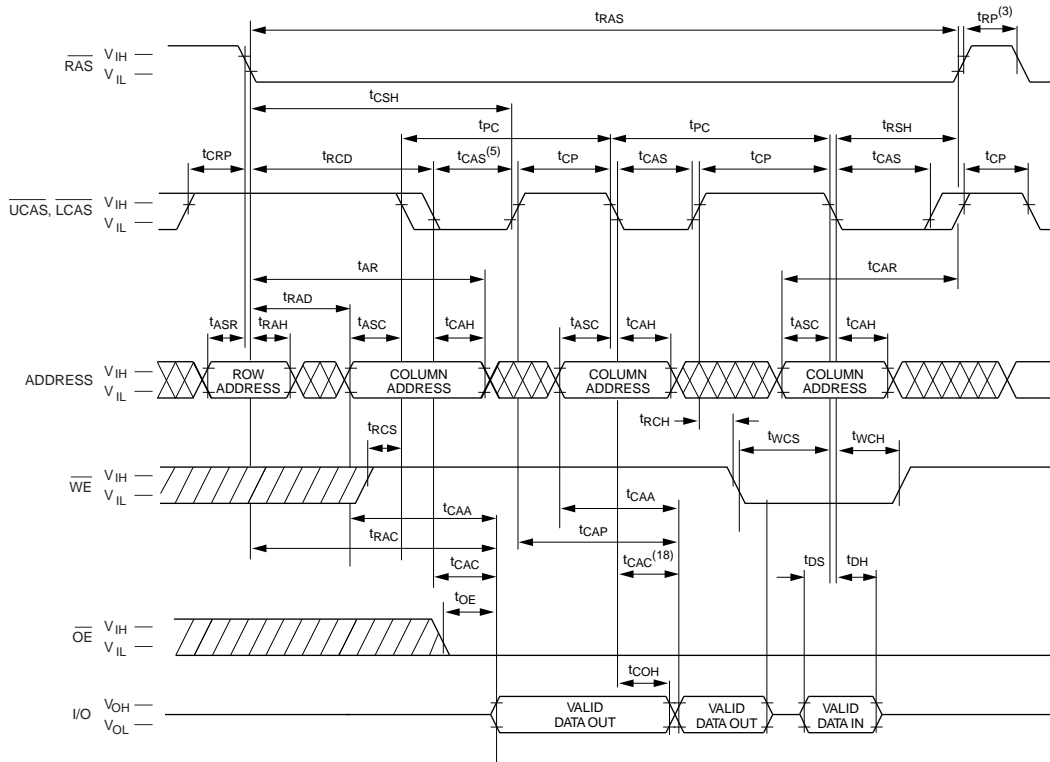 tRAS
tRP(3)
RAS
VIH
VIL
tCSH
tPC
tPC
tRSH
tCRP
tRCD
tCAS(5)
tCP
tCAS
tCP
tCAS
tCP
UCAS, LCAS
VIH
VIL
tAR
tCAR
tRAD
tASR
tRAH
tASC
tCAH
tASC
tCAH
tASC
tCAH
ADDRESS
VIH
VIL
ROW
ADDRESS
COLUMN
ADDRESS
COLUMN
ADDRESS
COLUMN
ADDRESS
tRCH
tRCS
tWCS
tWCH
WE
VIH
VIL
tCAA
tCAA
tRAC
tCAP
tCAC
tCAC(18)
tDS
tDH
tOE
OE
VIH
VIL
tCOH
I/O
VOH
VOL
VALID
DATA OUT
VALID
DATA OUT
VALID
DATA IN